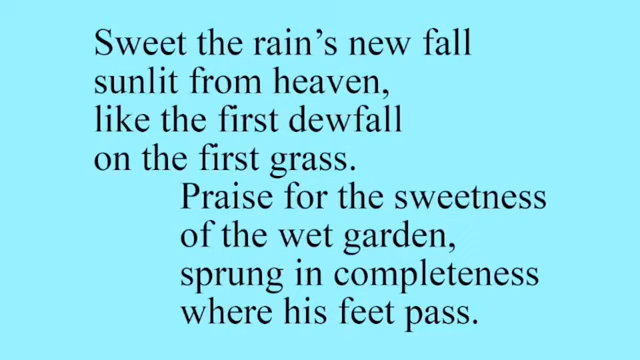 Sweet the rain’s new fall
sunlit from heaven,
like the first dewfall
on the first grass.
Praise for the sweetness
of the wet garden,
sprung in completeness
where his feet pass.